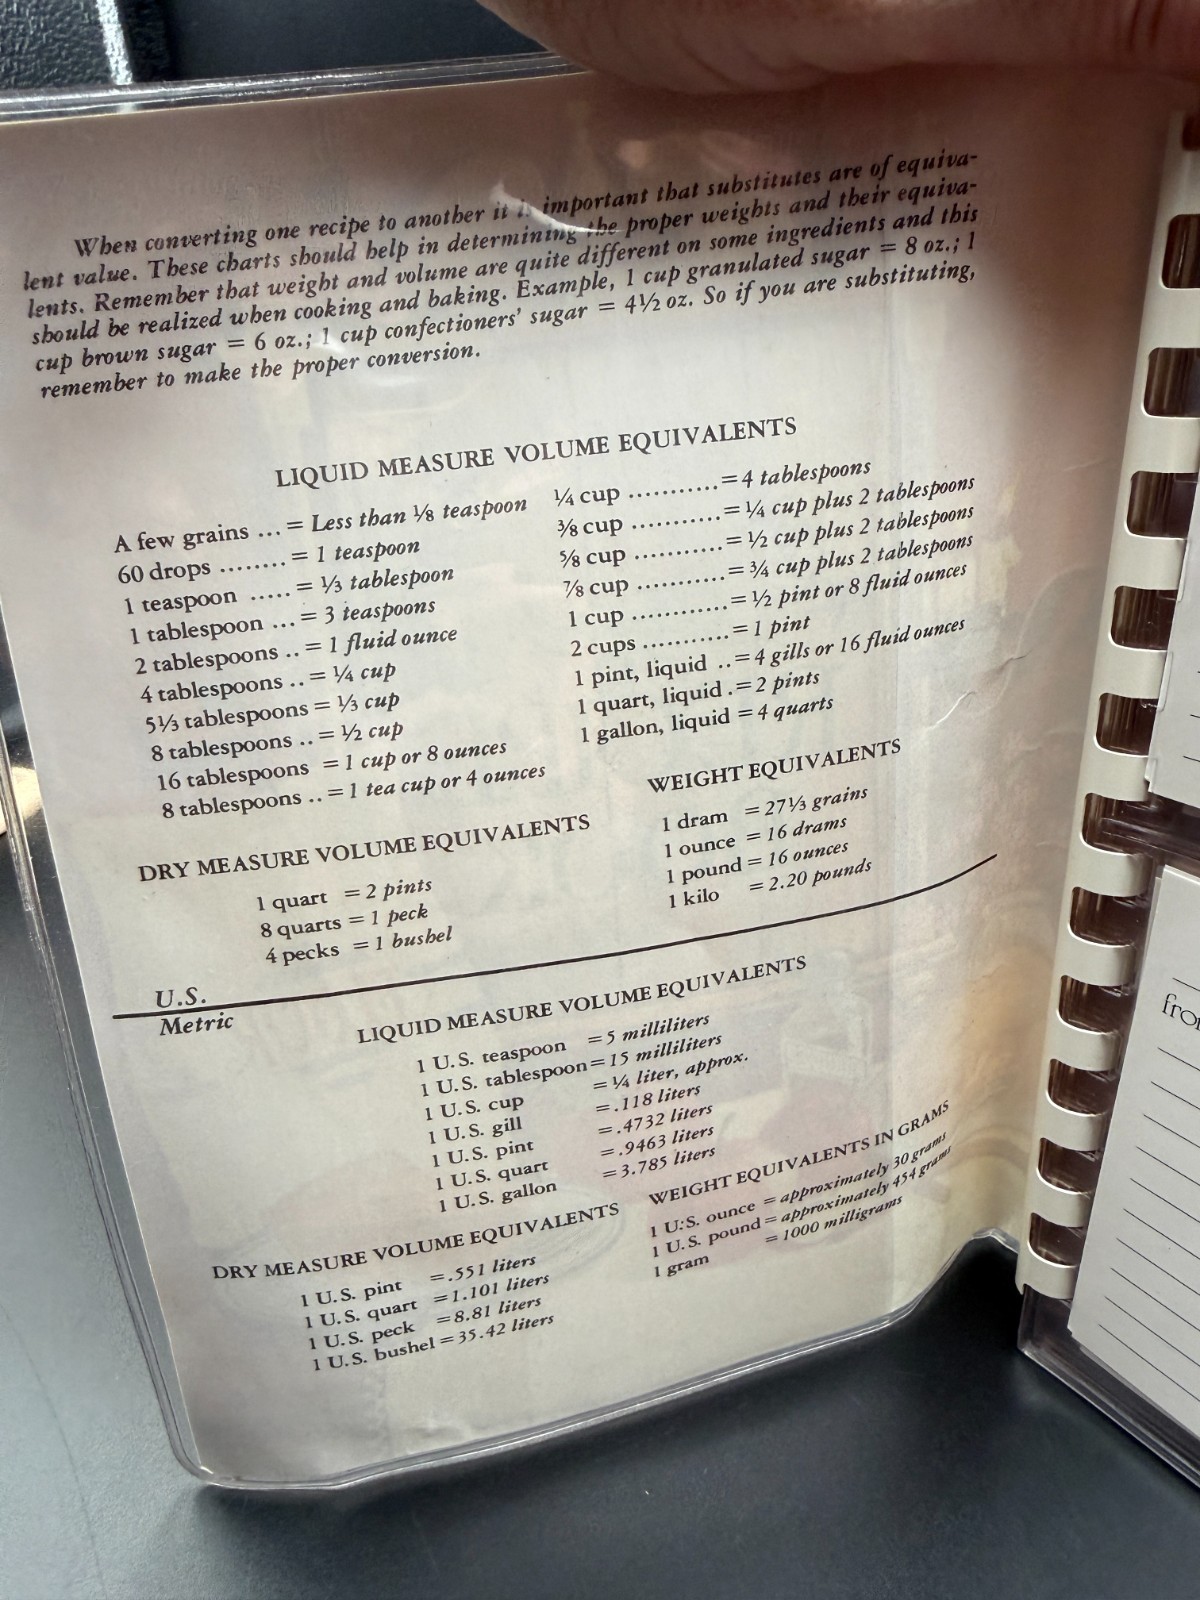 When converting one recipe to another it is important that substitutes are of equiva-
lent value. These charts should help in determining the proper weights and their equiva-
lents. Remember that weight and volume are quite different on some ingredients and this
should be realized when cooking and baking. Example, 1 cup granulated sugar = 8 oz.; 1
cup brown sugar = 6 oz.; 1 cup confectioners' sugar = 4½ oz. So if you are substituting,
remember to make the proper conversion.
LIQUID MEASURE VOLUME EQUIVALENTS
A few grains ... = Less than ⅛ teaspoon
60 drops ........ = 1 teaspoon
1 teaspoon ..... = ⅓ tablespoon
1 tablespoon ... = 3 teaspoons
2 tablespoons .. = 1 fluid ounce
4 tablespoons .. = ¼ cup
5⅓ tablespoons = ⅓ cup
8 tablespoons .. = ½ cup
16 tablespoons = 1 cup or 8 ounces
8 tablespoons .. = 1 tea cup or 4 ounces
¼ cup ........... = 4 tablespoons
⅜ cup ........... = ¼ cup plus 2 tablespoons
⅝ cup ........... = ½ cup plus 2 tablespoons
⅞ cup ........... = ¾ cup plus 2 tablespoons
1 cup ............ = ½ pint or 8 fluid ounces
2 cups ........... = 1 pint
1 pint, liquid .. = 4 gills or 16 fluid ounces
1 quart, liquid . = 2 pints
1 gallon, liquid = 4 quarts
DRY MEASURE VOLUME EQUIVALENTS
1 quart = 2 pints
8 quarts = 1 peck
4 pecks = 1 bushel
WEIGHT EQUIVALENTS
1 dram = 27⅓ grains
1 ounce = 16 drams
1 pound = 16 ounces
1 kilo = 2.20 pounds
U.S.
Metric
LIQUID MEASURE VOLUME EQUIVALENTS
1 U.S. teaspoon = 5 milliliters
1 U.S. tablespoon = 15 milliliters
1 U.S. cup = ¼ liter, approx.
1 U.S. gill = .118 liters
1 U.S. pint = .4732 liters
1 U.S. quart = .9463 liters
1 U.S. gallon = 3.785 liters
DRY MEASURE VOLUME EQUIVALENTS
1 U.S. pint = .551 liters
1 U.S. quart = 1.101 liters
1 U.S. peck = 8.81 liters
1 U.S. bushel = 35.42 liters
WEIGHT EQUIVALENTS IN GRAMS
1 U.S. ounce = approximately 30 grams
1 U.S. pound = approximately 454 grams
1 gram = 1000 milligrams